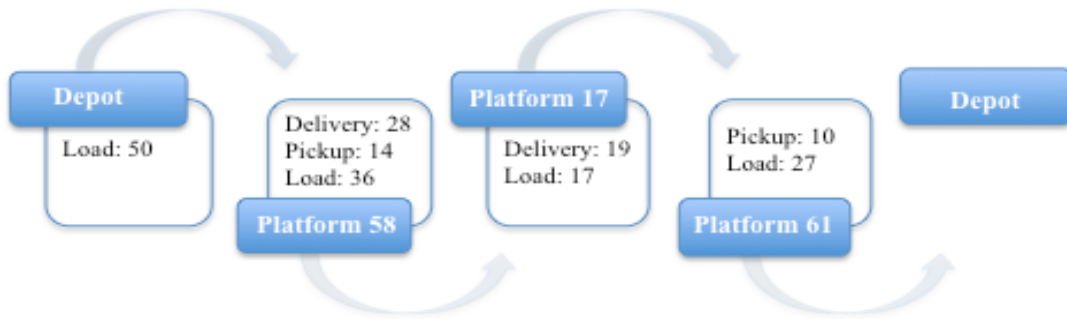 Depot
Load: 50
Delivery: 28
Pickup: 14
Load: 36
Platform 58
Platform 17
Delivery: 19
Load: 17
Pickup: 10
Load: 27
Platform 61
Depot